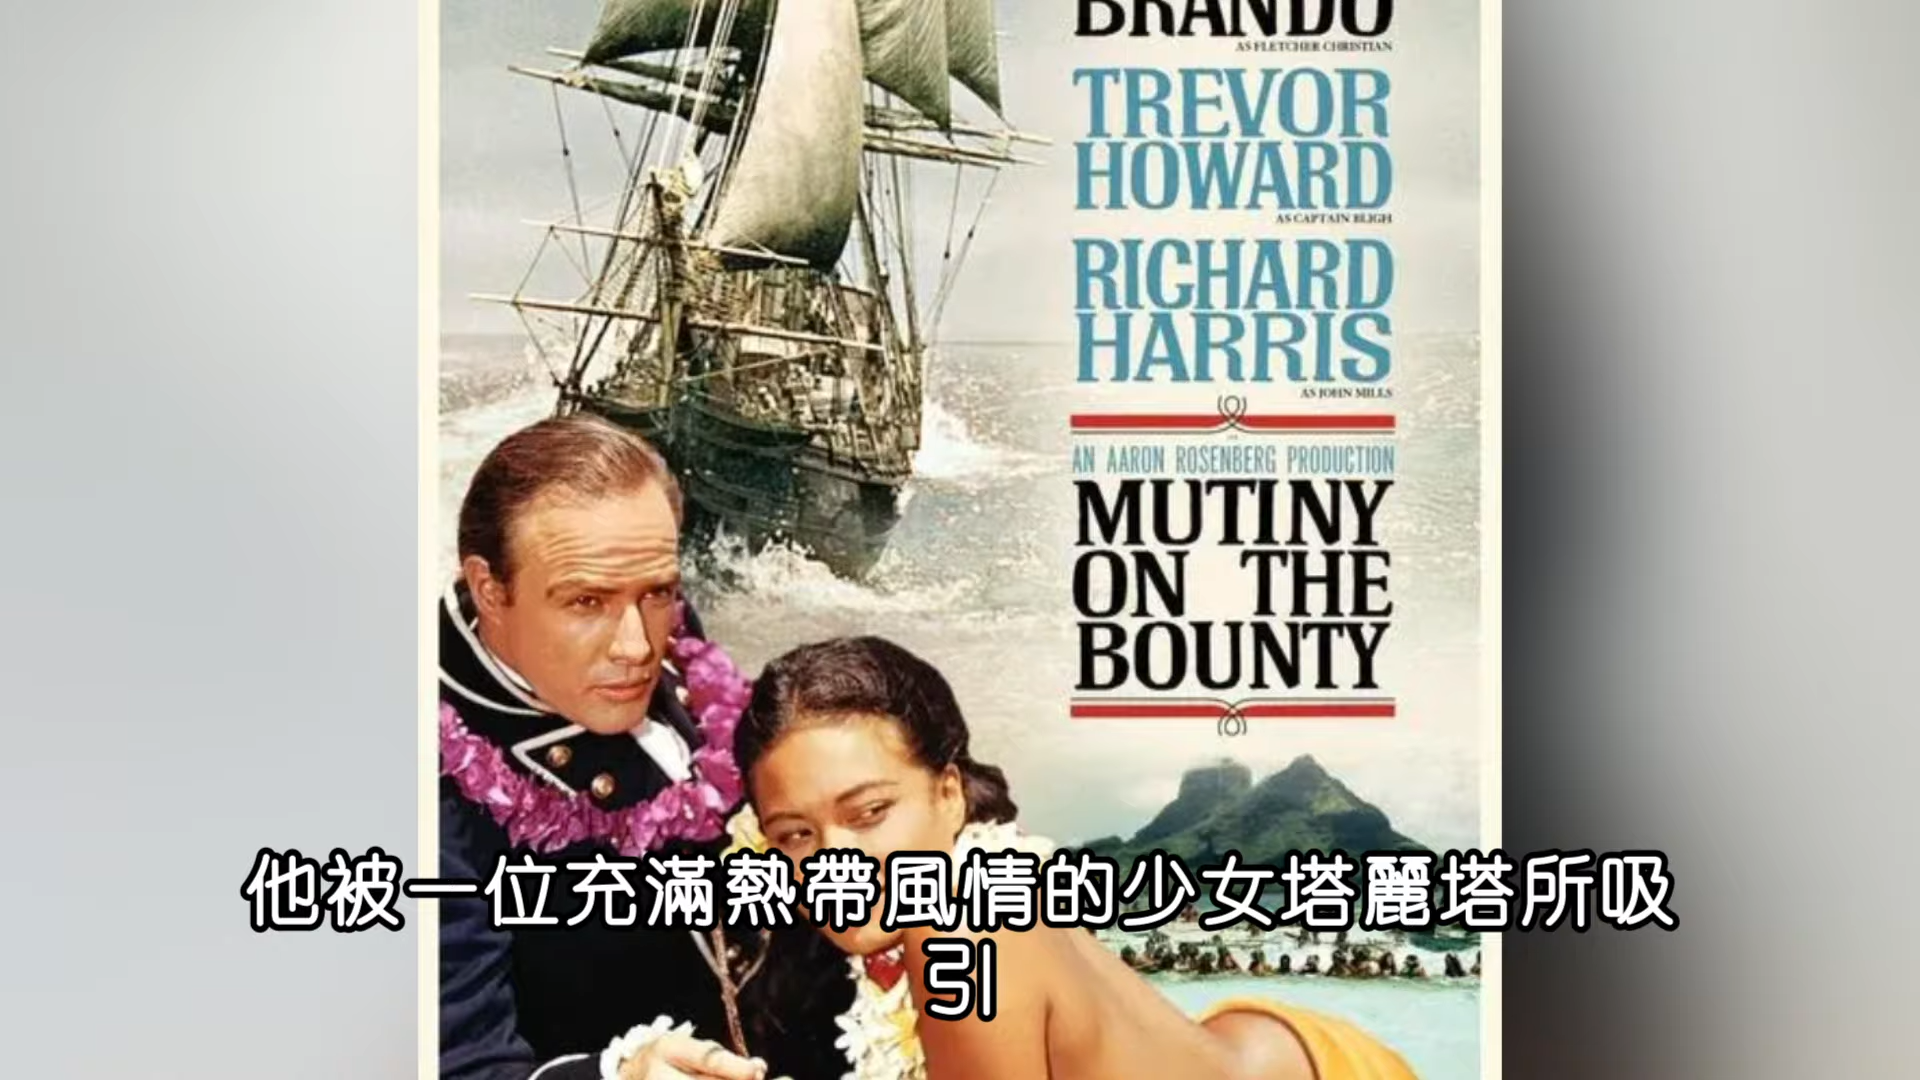 BRANDO
AS FLETCHER CHRISTIAN
TREVOR
HOWARD
AS CAPTAIN BLIGH
RICHARD
HARRIS
AS JOHN MILLS
AN AARON ROSENBERG PRODUCTION
MUTINY
ON THE
BOUNTY
他被一位充滿熱帶風情的少女塔麗塔所吸
引